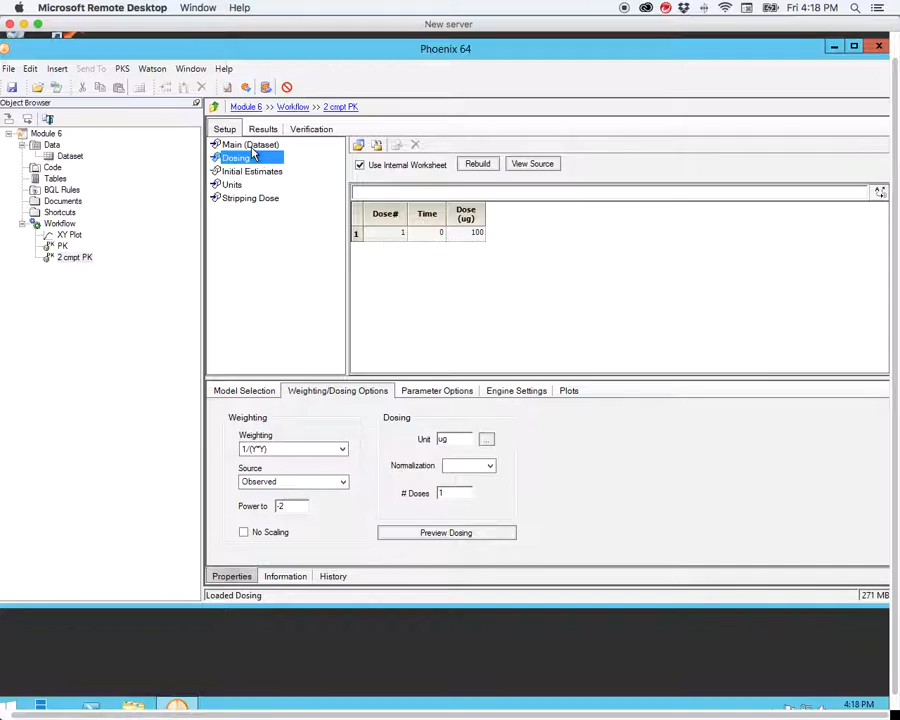 Microsoft Remote Desktop Window Help Fri 4:18 PM
New server
Phoenix 64
File Edit Insert Send To PKS Watson Window Help
Object Browser
Module 6 >> Workflow >> 2 cmpt PK
Module 6
Data
Dataset
Code
Tables
BQL Rules
Documents
Shortcuts
Workflow
XY Plot
PK
2 cmpt PK
Setup Results Verification
Main (Dataset)
Dosing
Initial Estimates
Units
Stripping Dose
Use Internal Worksheet Rebuild View Source
Dose# Time Dose (ug)
1 1 0 100
Model Selection Weighting/Dosing Options Parameter Options Engine Settings Plots
Weighting
Weighting
1/(Y*Y)
Source
Observed
Power to -2
No Scaling
Dosing
Unit ug ...
Normalization
# Doses 1
Preview Dosing
Properties Information History
Loaded Dosing 271 MB
4:18 PM